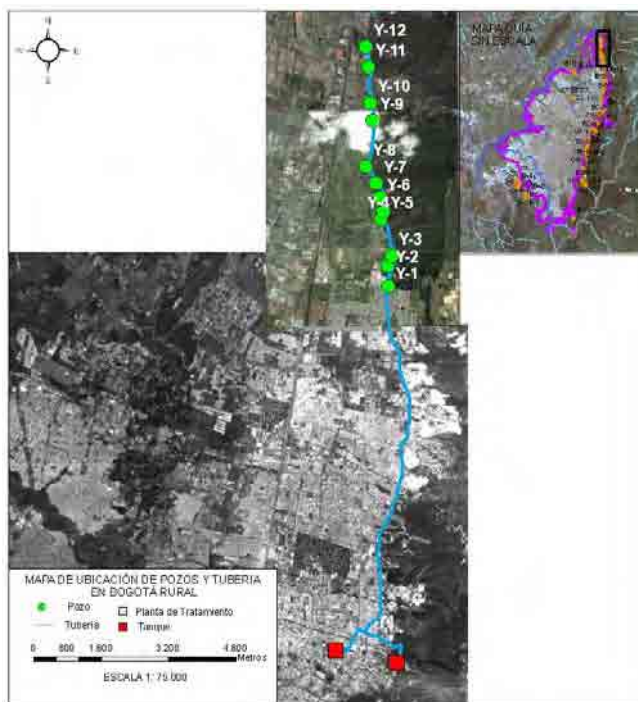 N
E
S
Y-12
Y-11
Y-10
Y-9
Y-8
Y-7
Y-6
Y-4 Y-5
Y-3
Y-2
Y-1
MAPA GUÍA
SIN ESCALA
MAPA DE UBICACIÓN DE POZOS Y TUBERIA
EN BOGOTÁ RURAL
Pozo
Planta de Tratamiento
Tubería
Tanque
0 800 1.600 3.200 4.800
Metros
ESCALA 1: 75.000